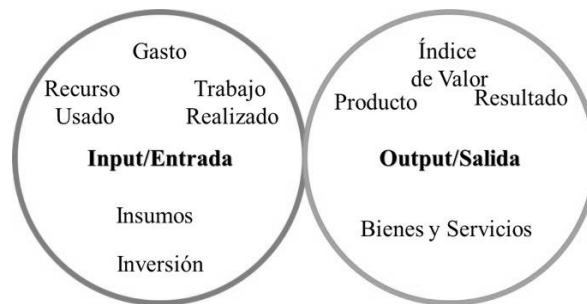 Gasto
Recurso
Usado
Trabajo
Realizado
Input/Entrada
Insumos
Inversión
Índice
de Valor
Producto
Resultado
Output/Salida
Bienes y Servicios